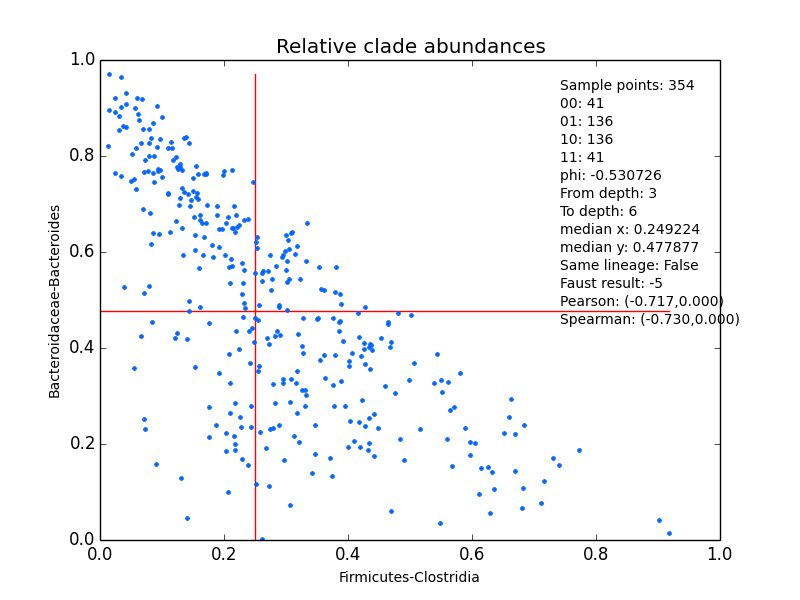 Relative clade abundances
1.0
0.8
0.6
0.4
0.2
0.0
Bacteroidaceae-Bacteroides
Sample points: 354
00: 41
01: 136
10: 136
11: 41
phi: -0.530726
From depth: 3
To depth: 6
median x: 0.249224
median y: 0.477877
Same lineage: False
Faust result: -5
Pearson: (-0.717,0.000)
Spearman: (-0.730,0.000)
0.0 0.2 0.4 0.6 0.8 1.0
Firmicutes-Clostridia